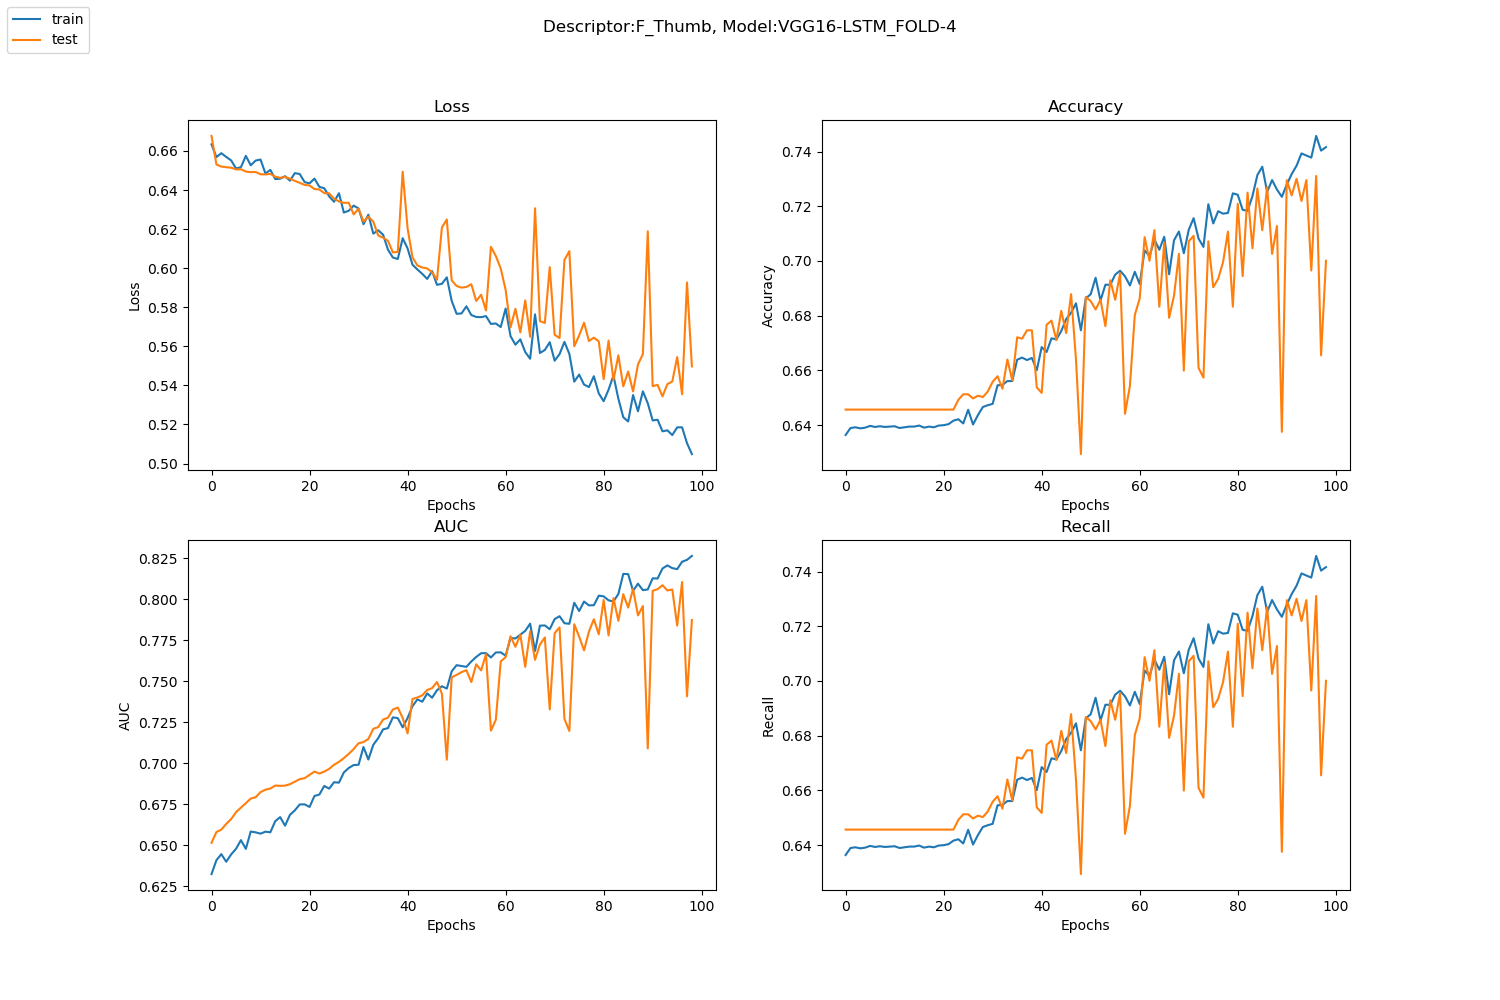 train
test
Descriptor:F_Thumb, Model:VGG16-LSTM_FOLD-4
Loss
Loss
0.66
0.64
0.62
0.60
0.58
0.56
0.54
0.52
0.50
0 20 40 60 80 100
Epochs
Accuracy
Accuracy
0.74
0.72
0.70
0.68
0.66
0.64
0 20 40 60 80 100
Epochs
AUC
AUC
0.825
0.800
0.775
0.750
0.725
0.700
0.675
0.650
0.625
0 20 40 60 80 100
Epochs
Recall
Recall
0.74
0.72
0.70
0.68
0.66
0.64
0 20 40 60 80 100
Epochs